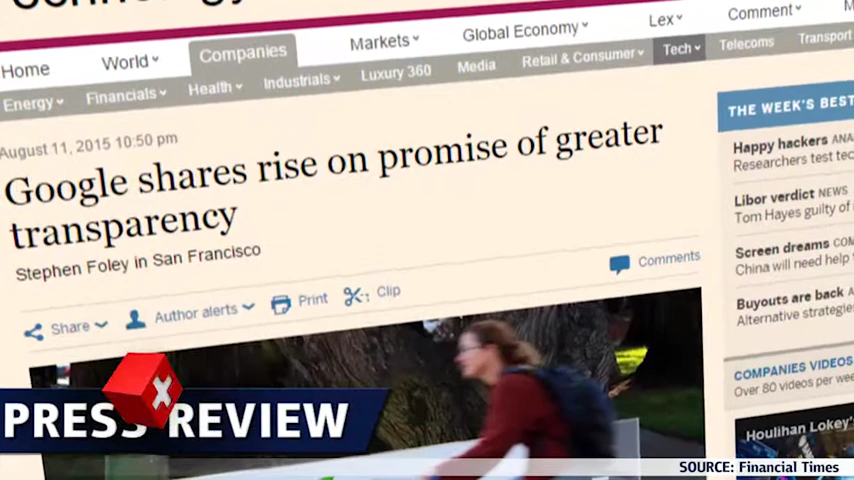 Home World Companies Markets Global Economy Lex Comment
Energy Financials Health Industrials Luxury 360 Media Retail & Consumer Tech Telecoms Transport
August 11, 2015 10:50 pm
Google shares rise on promise of greater
transparency
Stephen Foley in San Francisco
Share Author alerts Print Clip Comments
THE WEEK'S BEST
Happy hackers ANA
Researchers test tec
Libor verdict NEWS
Tom Hayes guilty of
Screen dreams COM
China will need help
Buyouts are back A
Alternative strategie
COMPANIES VIDEOS
Over 80 videos per wee
Houlihan Lokey's
PRESS REVIEW
SOURCE: Financial Times